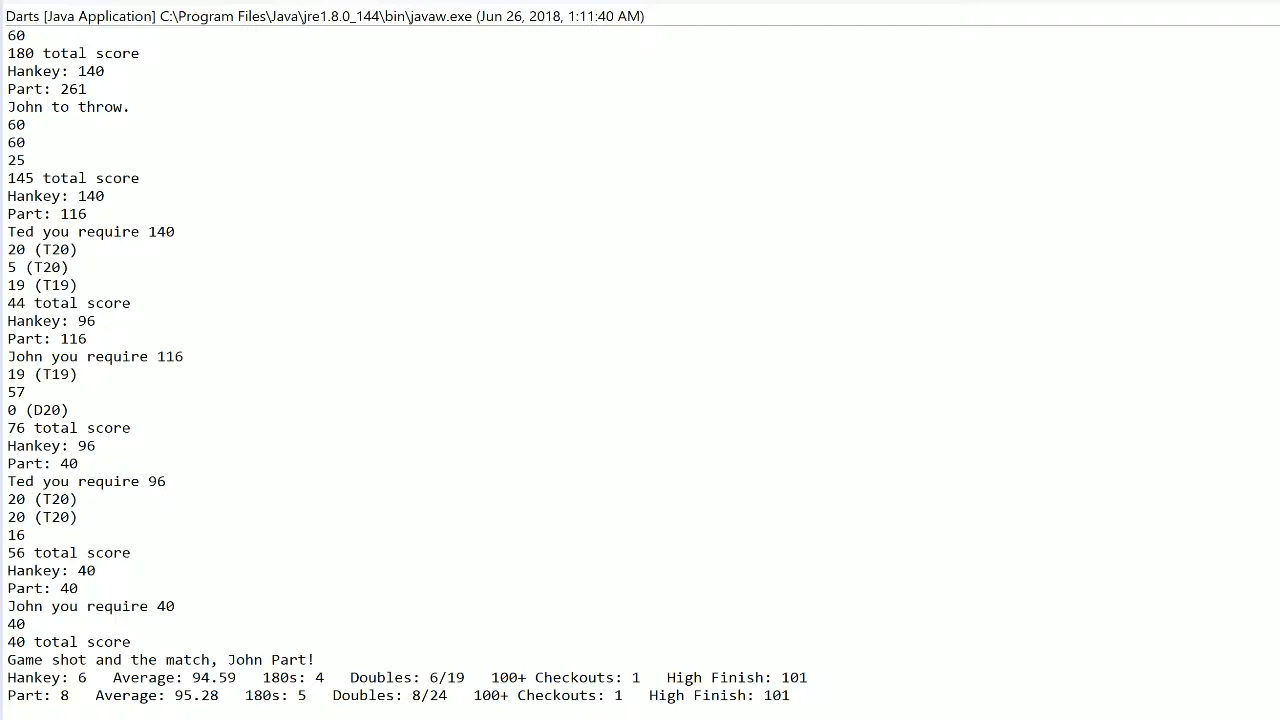 Darts [Java Application] C:\Program Files\Java\jre1.8.0_144\bin\javaw.exe (Jun 26, 2018, 1:11:40 AM)
60
180 total score
Hankey: 140
Part: 261
John to throw.
60
60
25
145 total score
Hankey: 140
Part: 116
Ted you require 140
20 (T20)
5 (T20)
19 (T19)
44 total score
Hankey: 96
Part: 116
John you require 116
19 (T19)
57
0 (D20)
76 total score
Hankey: 96
Part: 40
Ted you require 96
20 (T20)
20 (T20)
16
56 total score
Hankey: 40
Part: 40
John you require 40
40
40 total score
Game shot and the match, John Part!
Hankey: 6   Average: 94.59   180s: 4   Doubles: 6/19   100+ Checkouts: 1   High Finish: 101
Part: 8   Average: 95.28   180s: 5   Doubles: 8/24   100+ Checkouts: 1   High Finish: 101